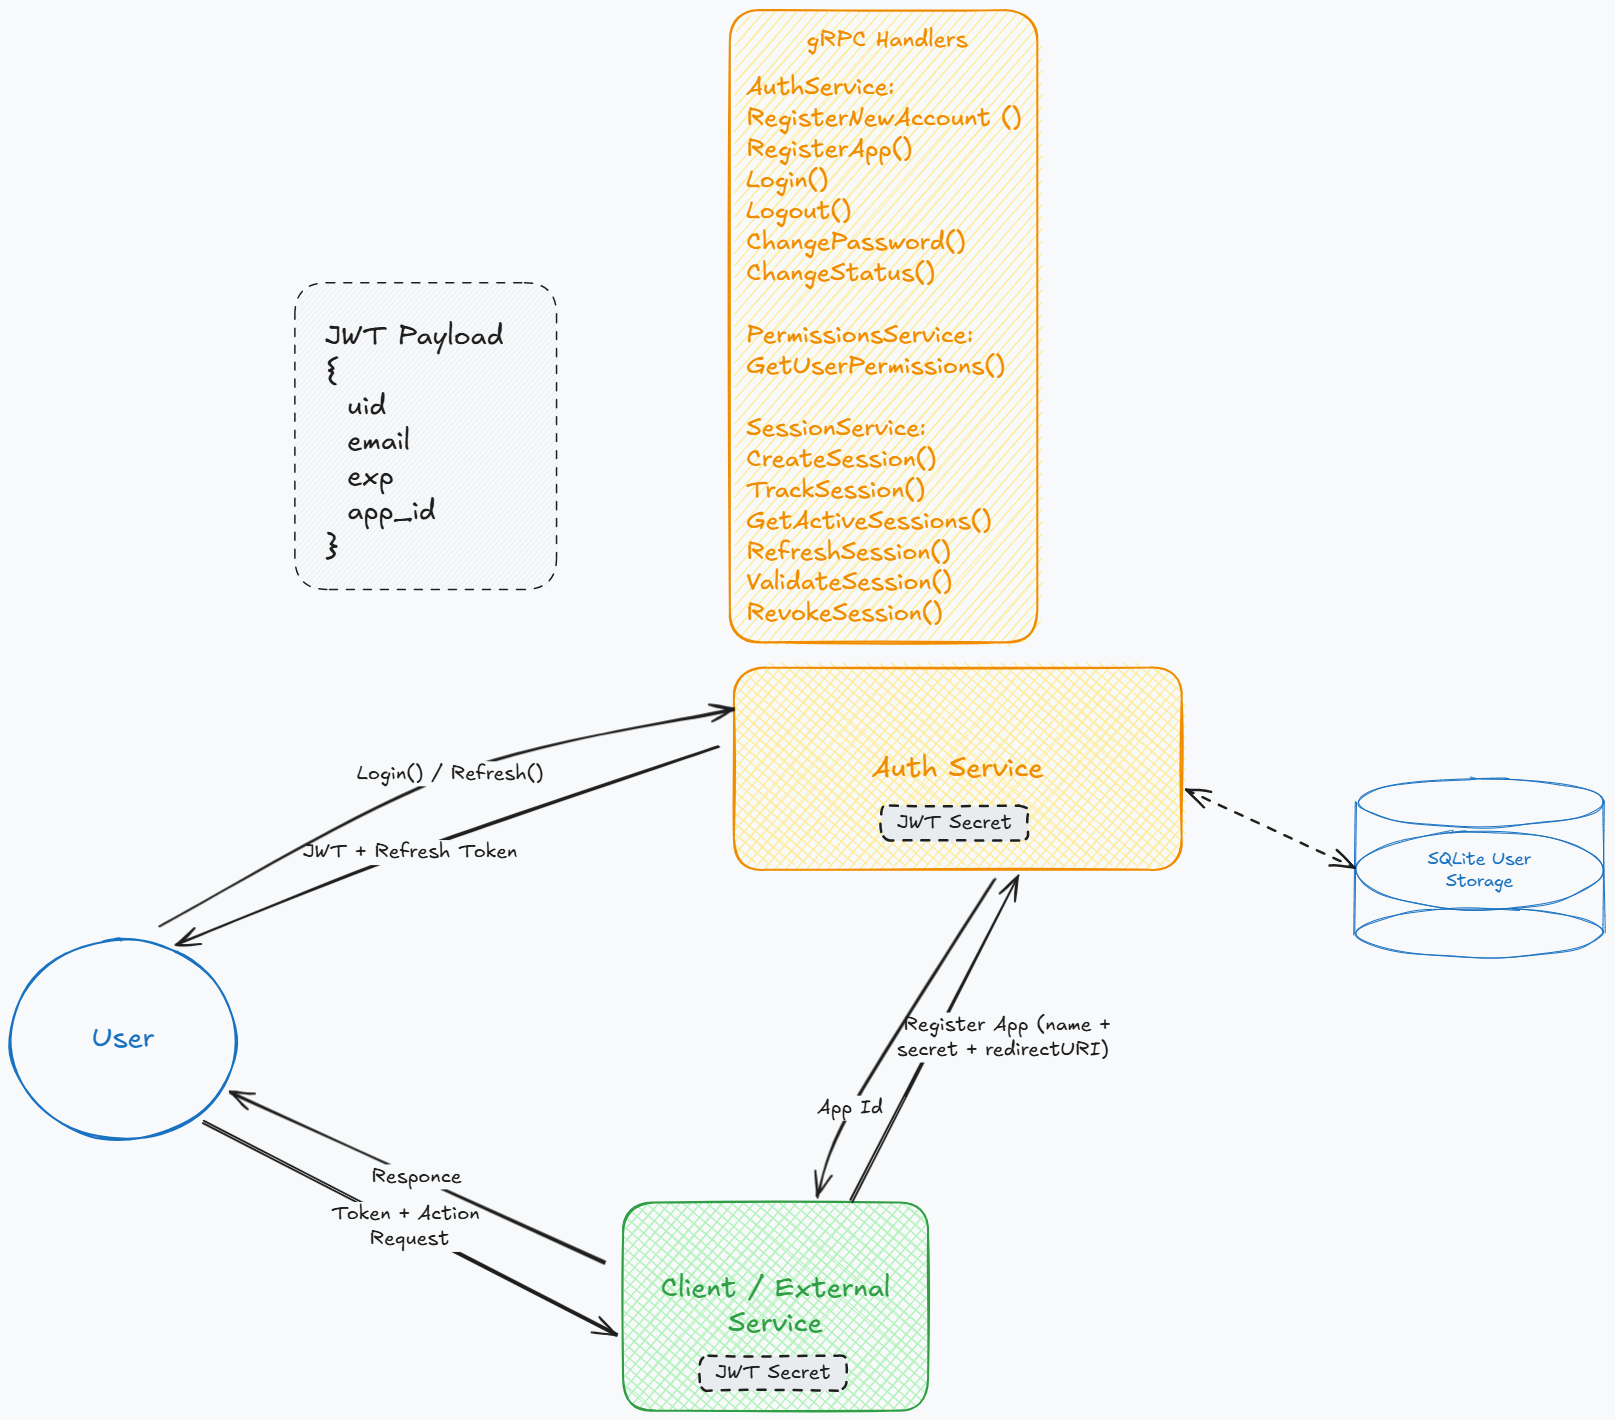 gRPC Handlers
AuthService:
RegisterNewAccount ()
RegisterApp()
Login()
Logout()
ChangePassword()
ChangeStatus()
PermissionsService:
GetUserPermissions()
SessionService:
CreateSession()
TrackSession()
GetActiveSessions()
RefreshSession()
ValidateSession()
RevokeSession()
JWT Payload
{
uid
email
exp
app_id
}
Login() / Refresh()
JWT + Refresh Token
Auth Service
JWT Secret
SQLite User
Storage
User
Register App (name +
secret + redirectURI)
App Id
Responce
Token + Action
Request
Client / External
Service
JWT Secret